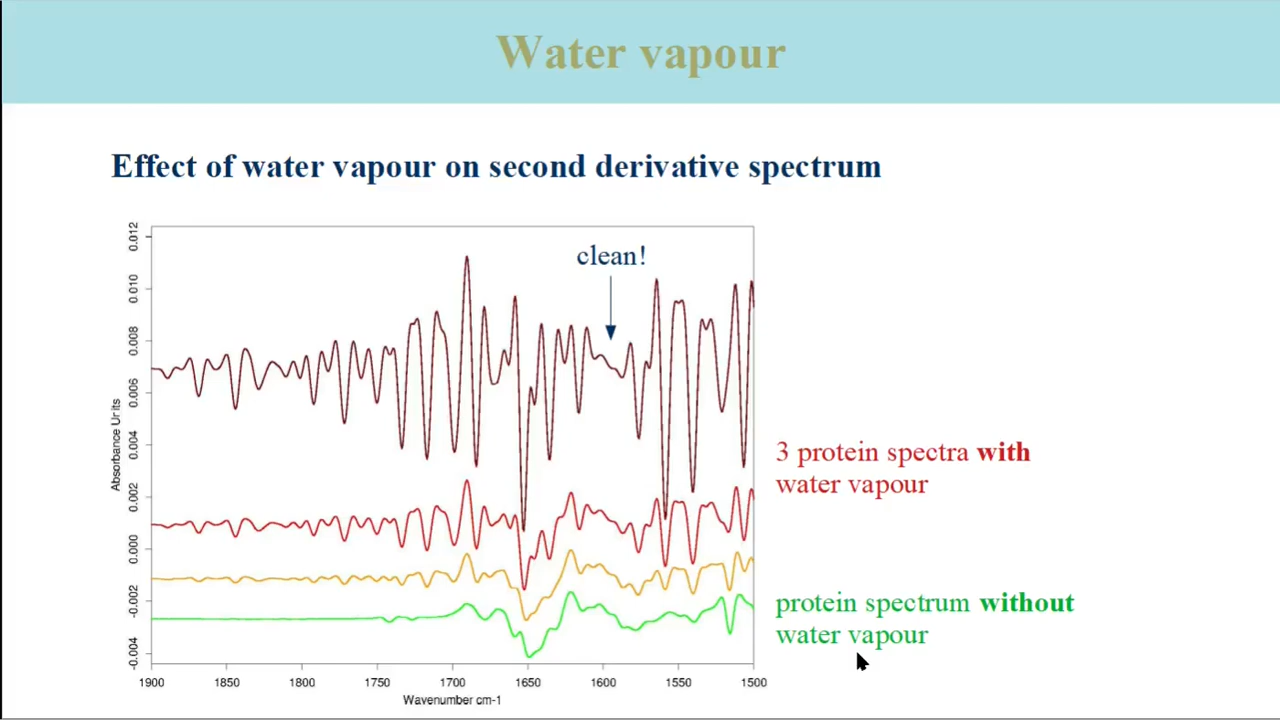 Water vapour
Effect of water vapour on second derivative spectrum
clean!
0.012
0.010
0.008
0.006
0.004
0.002
0.000
-0.002
-0.004
Absorbance Units
3 protein spectra with
water vapour
protein spectrum without
water vapour
1900 1850 1800 1750 1700 1650 1600 1550 1500
Wavenumber cm-1